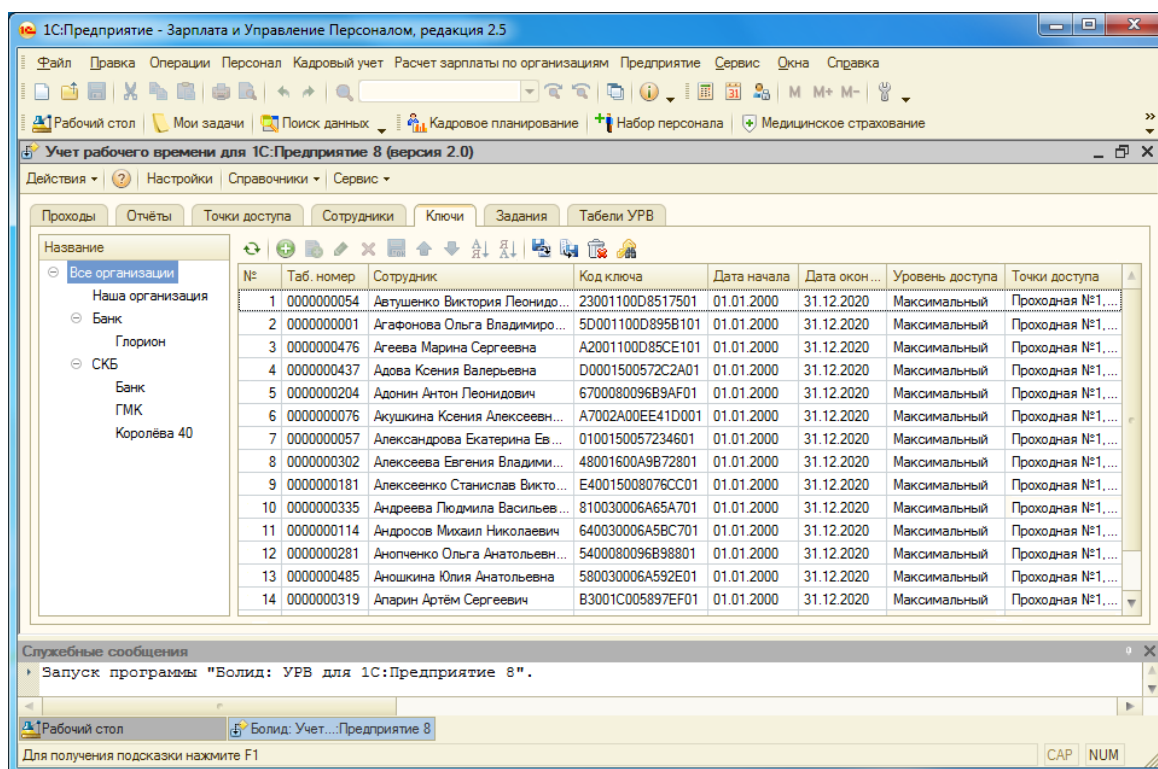 1С:Предприятие - Зарплата и Управление Персоналом, редакция 2.5
Файл Правка Операции Персонал Кадровый учет Расчет зарплаты по организациям Предприятие Сервис Окна Справка
M M+ M-
Рабочий стол Мои задачи Поиск данных Кадровое планирование Набор персонала Медицинское страхование
Учет рабочего времени для 1С:Предприятие 8 (версия 2.0)
Действия Настройки Справочники Сервис
Проходы Отчёты Точки доступа Сотрудники Ключи Задания Табели УРВ
Название
Все организации
Наша организация
Банк
Глорион
СКБ
Банк
ГМК
Королёва 40
№ Таб. номер Сотрудник Код ключа Дата начала Дата окон... Уровень доступа Точки доступа
1 0000000054 Автушенко Виктория Леонидо... 23001100D8517501 01.01.2000 31.12.2020 Максимальный Проходная №1,...
2 0000000001 Агафонова Ольга Владимиро... 5D001100D895B101 01.01.2000 31.12.2020 Максимальный Проходная №1,...
3 0000000476 Агеева Марина Сергеевна A2001100D85CE101 01.01.2000 31.12.2020 Максимальный Проходная №1,...
4 0000000437 Адова Ксения Валерьевна D0001500572C2A01 01.01.2000 31.12.2020 Максимальный Проходная №1,...
5 0000000204 Адонин Антон Леонидович 6700080096B9AF01 01.01.2000 31.12.2020 Максимальный Проходная №1,...
6 0000000076 Акушкина Ксения Алексеевн... A7002A00EE41D001 01.01.2000 31.12.2020 Максимальный Проходная №1,...
7 0000000057 Александрова Екатерина Ев... 0100150057234601 01.01.2000 31.12.2020 Максимальный Проходная №1,...
8 0000000302 Алексеева Евгения Владими... 48001600A9B72801 01.01.2000 31.12.2020 Максимальный Проходная №1,...
9 0000000181 Алексеенко Станислав Викто... E40015008076CC01 01.01.2000 31.12.2020 Максимальный Проходная №1,...
10 0000000335 Андреева Людмила Васильев... 810030006A65A701 01.01.2000 31.12.2020 Максимальный Проходная №1,...
11 0000000114 Андросов Михаил Николаевич 640030006A5BC701 01.01.2000 31.12.2020 Максимальный Проходная №1,...
12 0000000281 Анопченко Ольга Анатольевн... 5400080096B98801 01.01.2000 31.12.2020 Максимальный Проходная №1,...
13 0000000485 Аношкина Юлия Анатольевна 580030006A592E01 01.01.2000 31.12.2020 Максимальный Проходная №1,...
14 0000000319 Апарин Артём Сергеевич B3001C005897EF01 01.01.2000 31.12.2020 Максимальный Проходная №1,...
Служебные сообщения
Запуск программы "Болид: УРВ для 1С:Предприятие 8".
Рабочий стол Болид: Учет...:Предприятие 8
Для получения подсказки нажмите F1 CAP NUM